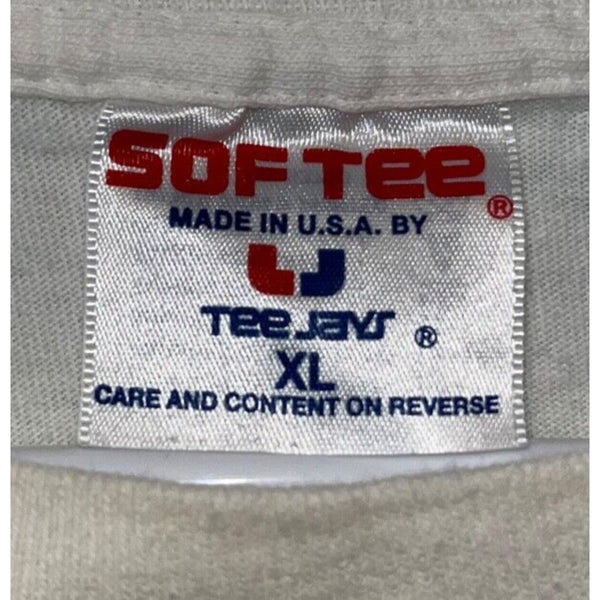 SOFTEE®
MADE IN U.S.A. BY
TEE JAYS®
XL
CARE AND CONTENT ON REVERSE